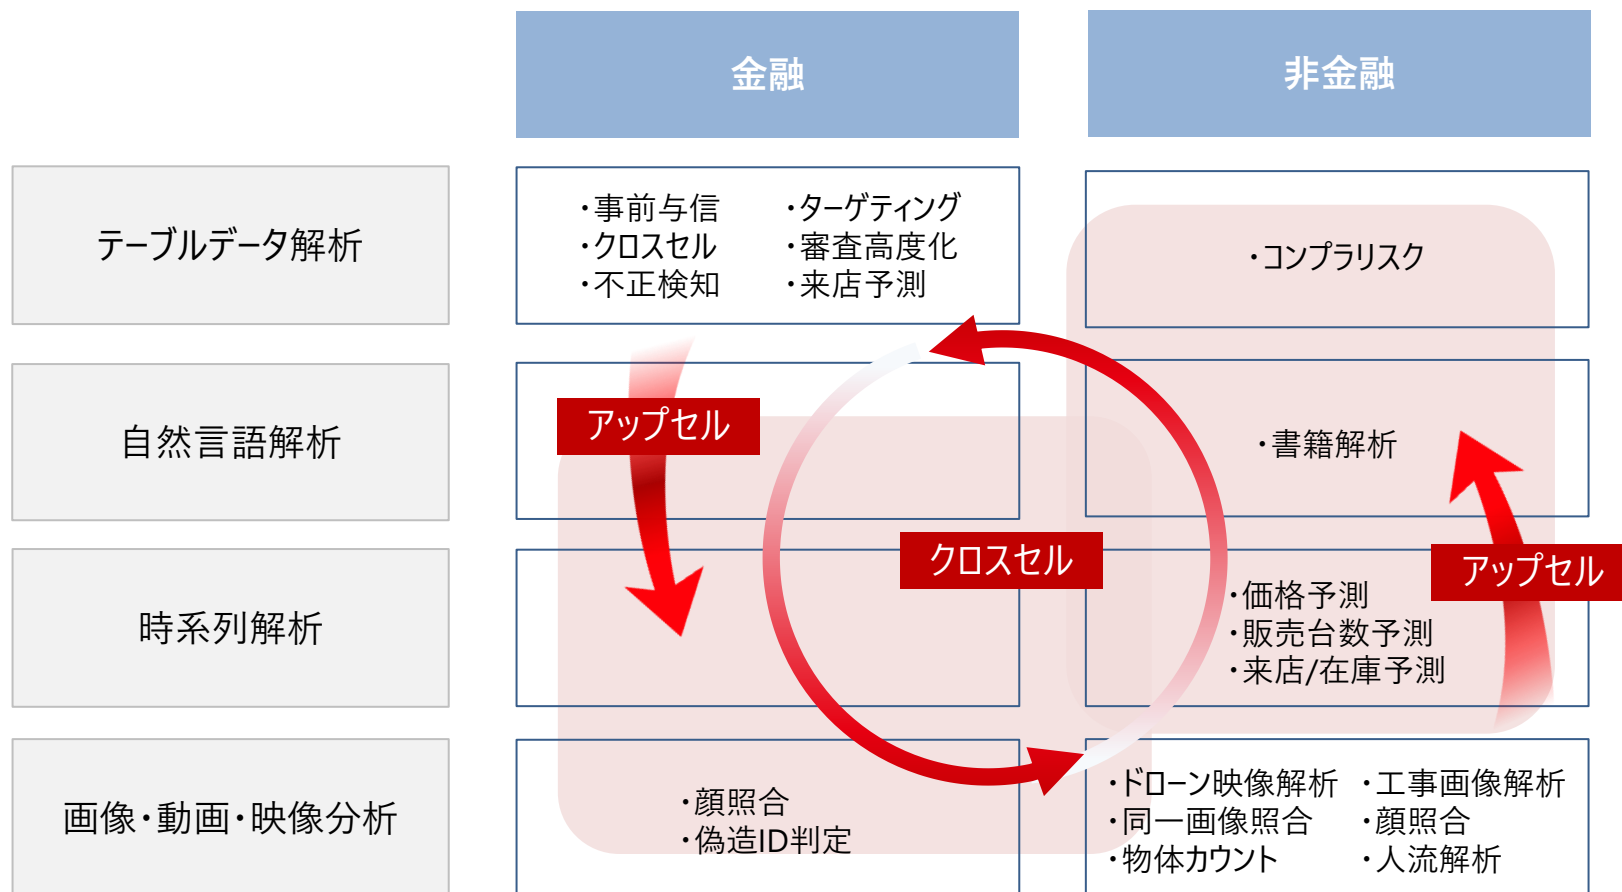 金融
非金融
テーブルデータ解析
・事前与信 ・ターゲティング
・クロスセル ・審査高度化
・不正検知 ・来店予測
・コンプラリスク
自然言語解析
アップセル
・書籍解析
時系列解析
クロスセル
アップセル
・価格予測
・販売台数予測
・来店/在庫予測
画像・動画・映像分析
・顔照合
・偽造ID判定
・ドローン映像解析 ・工事画像解析
・同一画像照合 ・顔照合
・物体カウント ・人流解析